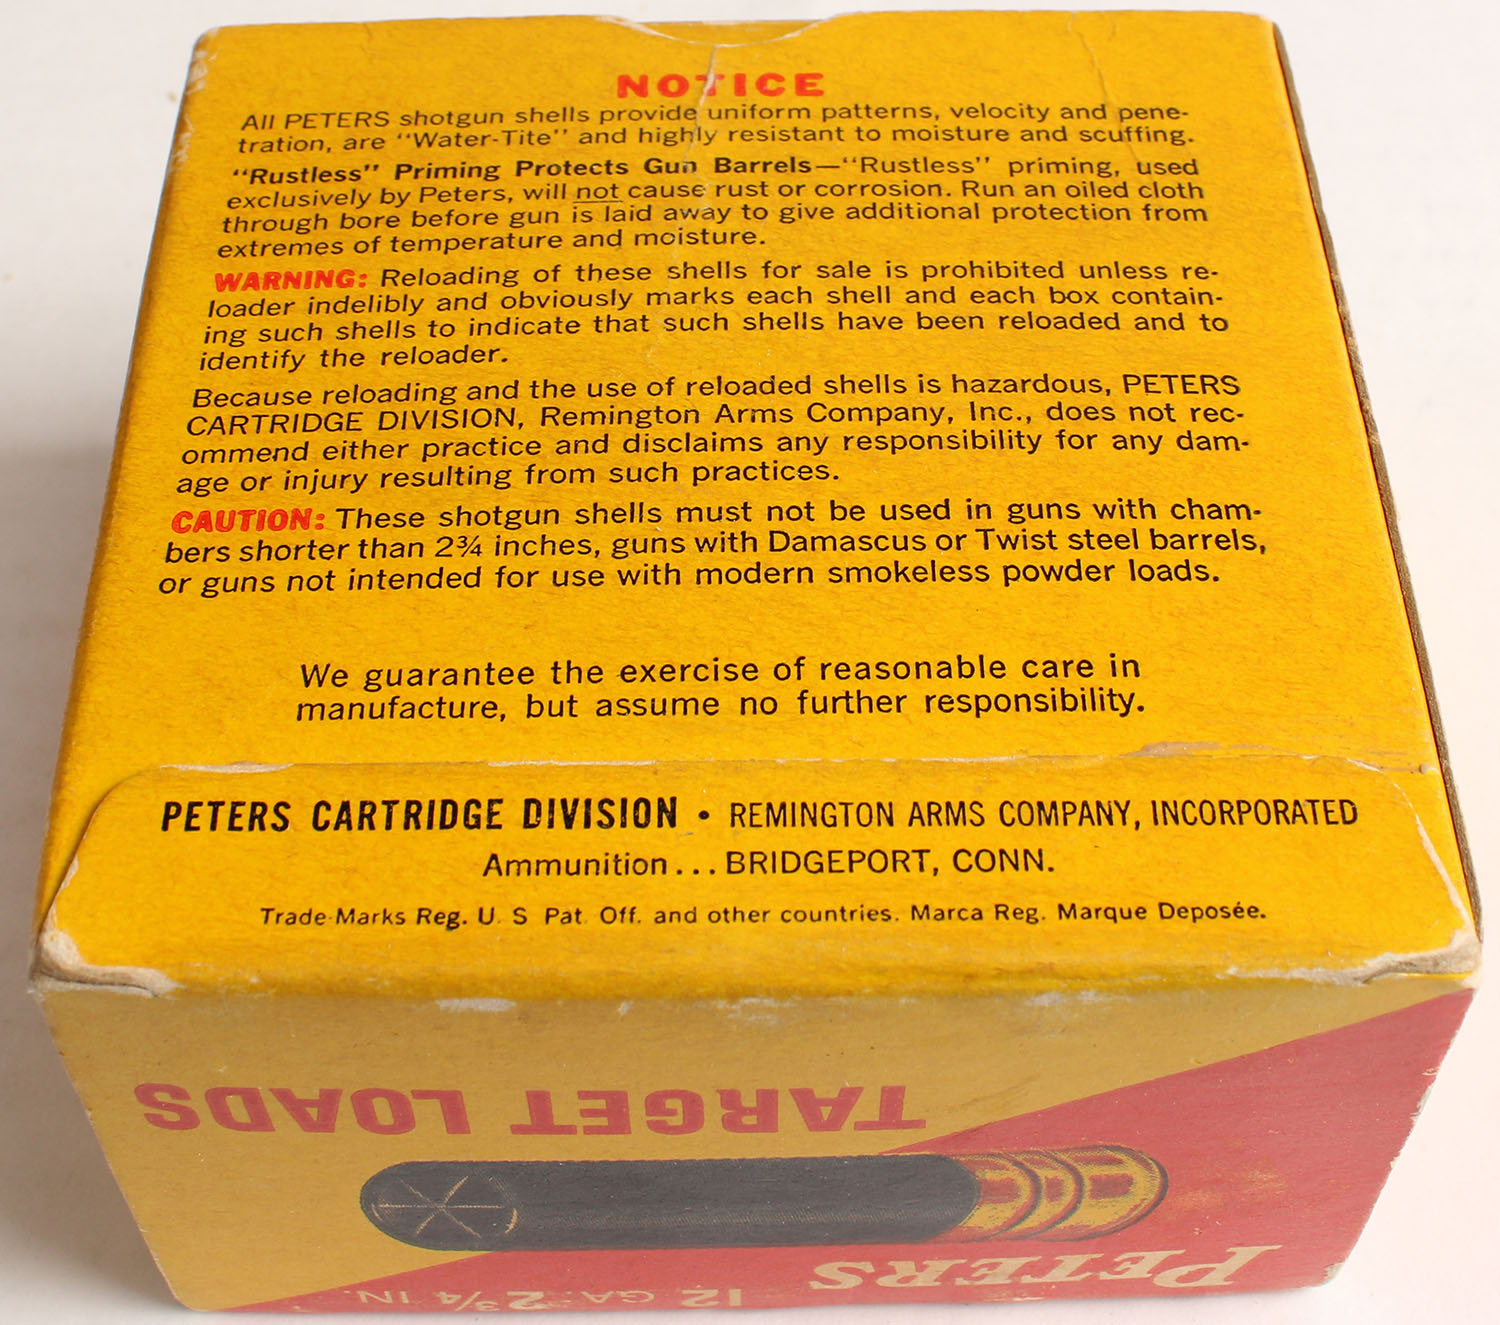 NOTICE
All PETERS shotgun shells provide uniform patterns, velocity and pene-
tration, are "Water-Tite" and highly resistant to moisture and scuffing.
"Rustless" Priming Protects Gun Barrels—"Rustless" priming, used
exclusively by Peters, will not cause rust or corrosion. Run an oiled cloth
through bore before gun is laid away to give additional protection from
extremes of temperature and moisture.
WARNING: Reloading of these shells for sale is prohibited unless re-
loader indelibly and obviously marks each shell and each box contain-
ing such shells to indicate that such shells have been reloaded and to
identify the reloader.
Because reloading and the use of reloaded shells is hazardous, PETERS
CARTRIDGE DIVISION, Remington Arms Company, Inc., does not rec-
ommend either practice and disclaims any responsibility for any dam-
age or injury resulting from such practices.
CAUTION: These shotgun shells must not be used in guns with cham-
bers shorter than 2¾ inches, guns with Damascus or Twist steel barrels,
or guns not intended for use with modern smokeless powder loads.
We guarantee the exercise of reasonable care in
manufacture, but assume no further responsibility.
PETERS CARTRIDGE DIVISION • REMINGTON ARMS COMPANY, INCORPORATED
Ammunition... BRIDGEPORT, CONN.
Trade-Marks Reg. U. S Pat. Off. and other countries. Marca Reg. Marque Deposée.
12 GA. 2¾ IN.
PETERS
TARGET LOADS